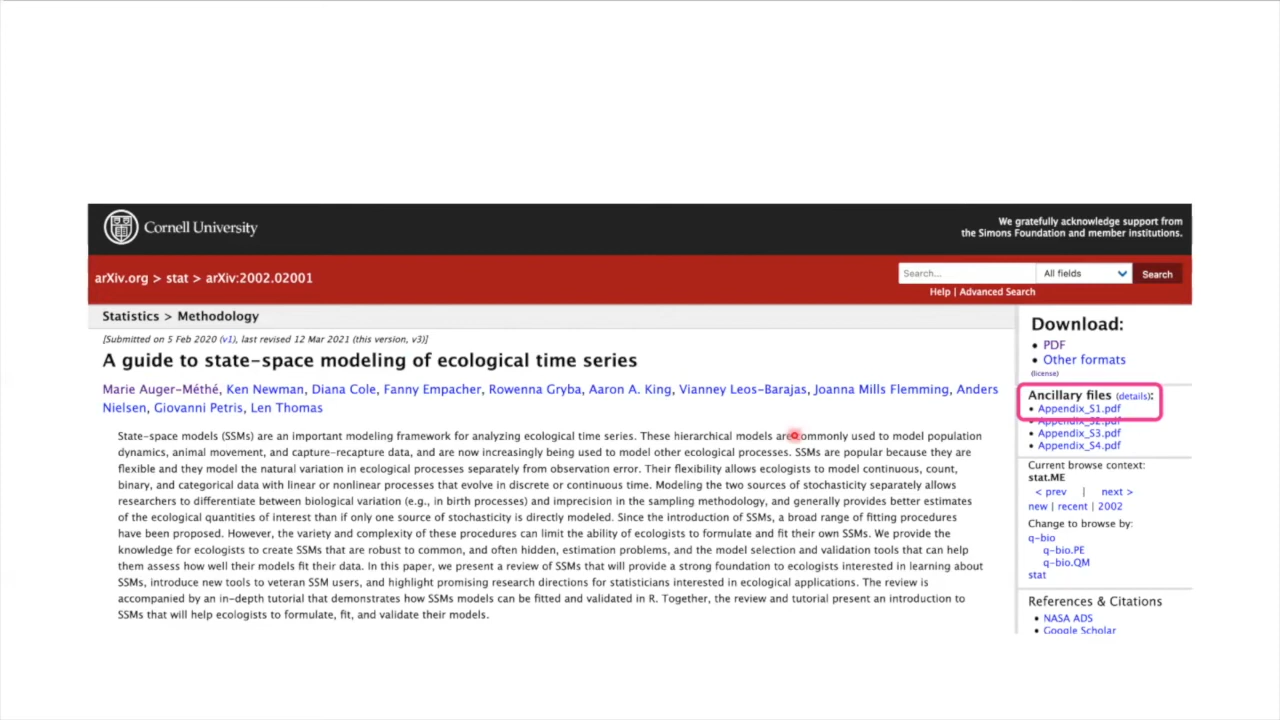 Cornell University
We gratefully acknowledge support from
the Simons Foundation and member institutions.
arXiv.org > stat > arXiv:2002.02001
Search...
All fields
Search
Help | Advanced Search
Statistics > Methodology
[Submitted on 5 Feb 2020 (v1), last revised 12 Mar 2021 (this version, v3)]
A guide to state-space modeling of ecological time series
Marie Auger-Méthé, Ken Newman, Diana Cole, Fanny Empacher, Rowenna Gryba, Aaron A. King, Vianney Leos-Barajas, Joanna Mills Flemming, Anders
Nielsen, Giovanni Petris, Len Thomas
State-space models (SSMs) are an important modeling framework for analyzing ecological time series. These hierarchical models are commonly used to model population
dynamics, animal movement, and capture-recapture data, and are now increasingly being used to model other ecological processes. SSMs are popular because they are
flexible and they model the natural variation in ecological processes separately from observation error. Their flexibility allows ecologists to model continuous, count,
binary, and categorical data with linear or nonlinear processes that evolve in discrete or continuous time. Modeling the two sources of stochasticity separately allows
researchers to differentiate between biological variation (e.g., in birth processes) and imprecision in the sampling methodology, and generally provides better estimates
of the ecological quantities of interest than if only one source of stochasticity is directly modeled. Since the introduction of SSMs, a broad range of fitting procedures
have been proposed. However, the variety and complexity of these procedures can limit the ability of ecologists to formulate and fit their own SSMs. We provide the
knowledge for ecologists to create SSMs that are robust to common, and often hidden, estimation problems, and the model selection and validation tools that can help
them assess how well their models fit their data. In this paper, we present a review of SSMs that will provide a strong foundation to ecologists interested in learning about
SSMs, introduce new tools to veteran SSM users, and highlight promising research directions for statisticians interested in ecological applications. The review is
accompanied by an in-depth tutorial that demonstrates how SSMs models can be fitted and validated in R. Together, the review and tutorial present an introduction to
SSMs that will help ecologists to formulate, fit, and validate their models.
Download:
• PDF
• Other formats
(license)
Ancillary files (details):
• Appendix_S1.pdf
• Appendix_S2.pdf
• Appendix_S3.pdf
• Appendix_S4.pdf
Current browse context:
stat.ME
< prev | next >
new | recent | 2002
Change to browse by:
q-bio
q-bio.PE
q-bio.QM
stat
References & Citations
• NASA ADS
• Google Scholar